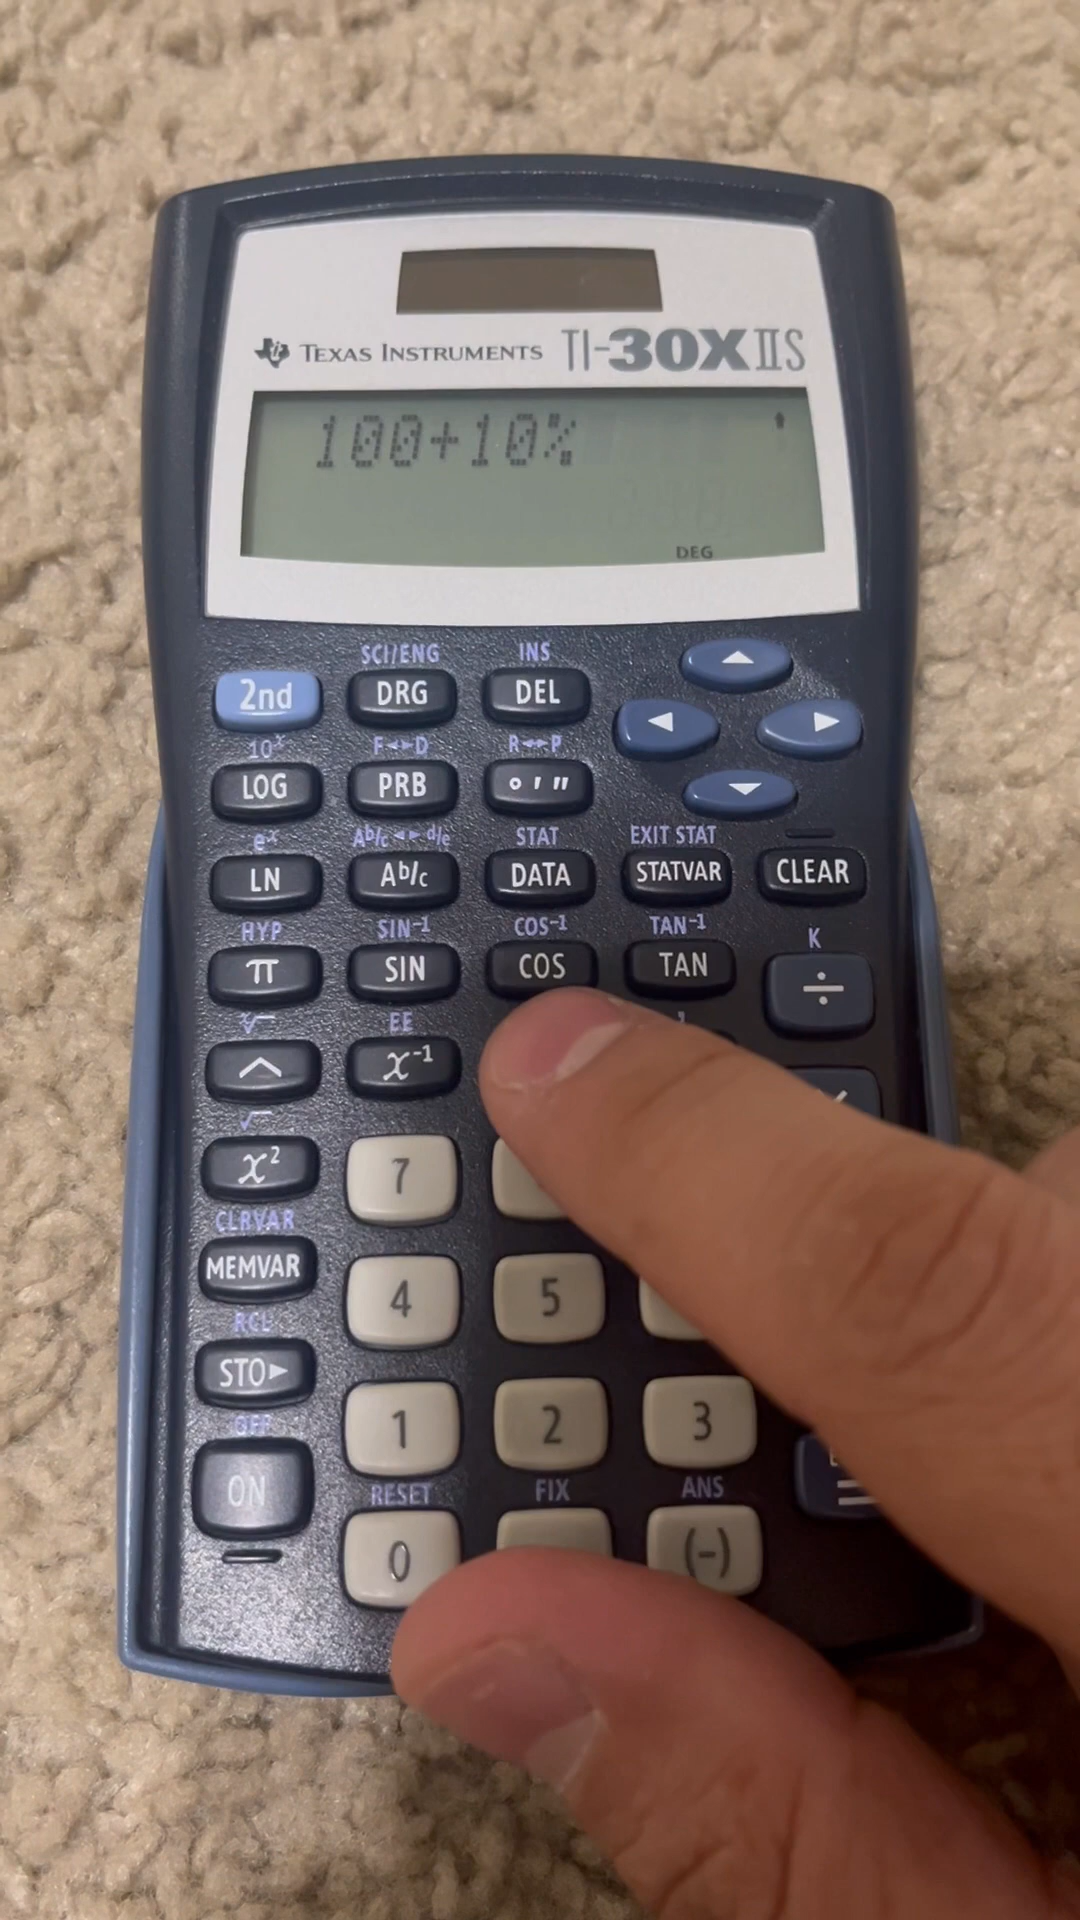 TEXAS INSTRUMENTS TI-30X IIS
100+10%
DEG
SCI/ENG INS
2nd DRG DEL
10ˣ F◄►D R◄►P
LOG PRB ° ' "
eˣ Ab/c◄►d/e STAT EXIT STAT
LN Ab/c DATA STATVAR CLEAR
HYP SIN⁻¹ COS⁻¹ TAN⁻¹ K
π SIN COS TAN ÷
ˣ√ EE
^ x⁻¹
√
x² 7
CLRVAR
MEMVAR 4 5
RCL
STO► 1 2 3
OFF
ON RESET FIX ANS
0 (–)